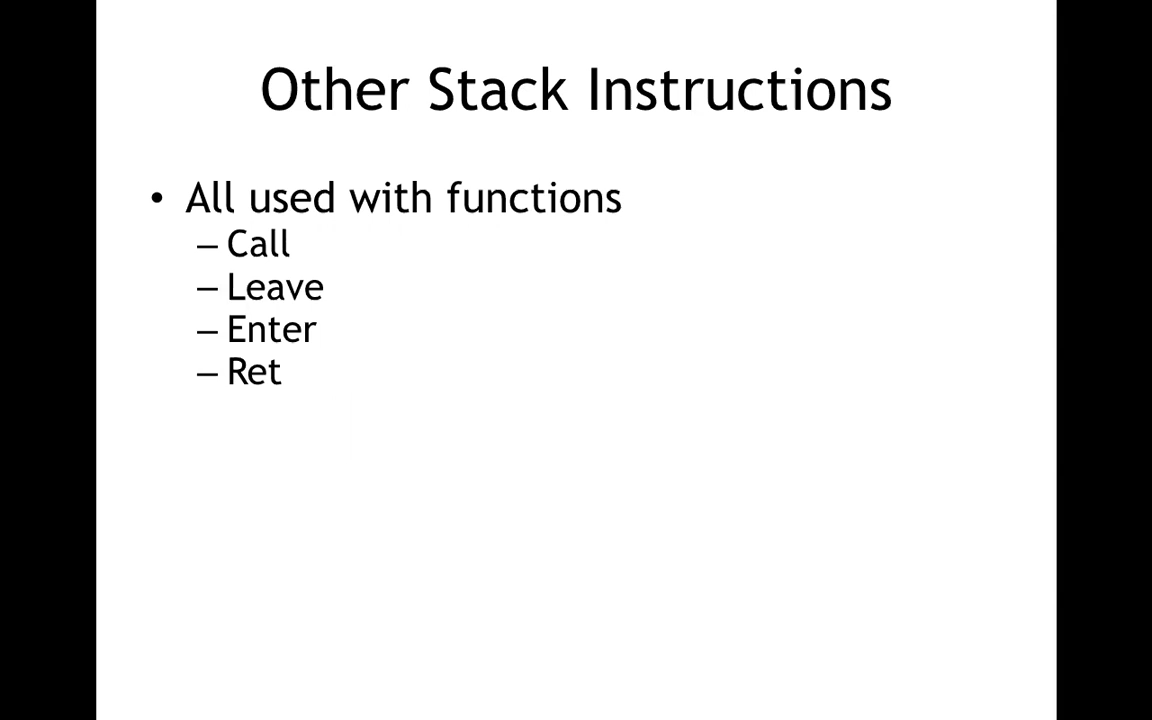 Other Stack Instructions
• All used with functions
– Call
– Leave
– Enter
– Ret